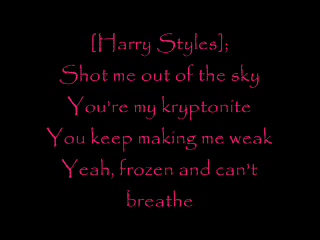 [Harry Styles];
Shot me out of the sky
You're my kryptonite
You keep making me weak
Yeah, frozen and can't
breathe